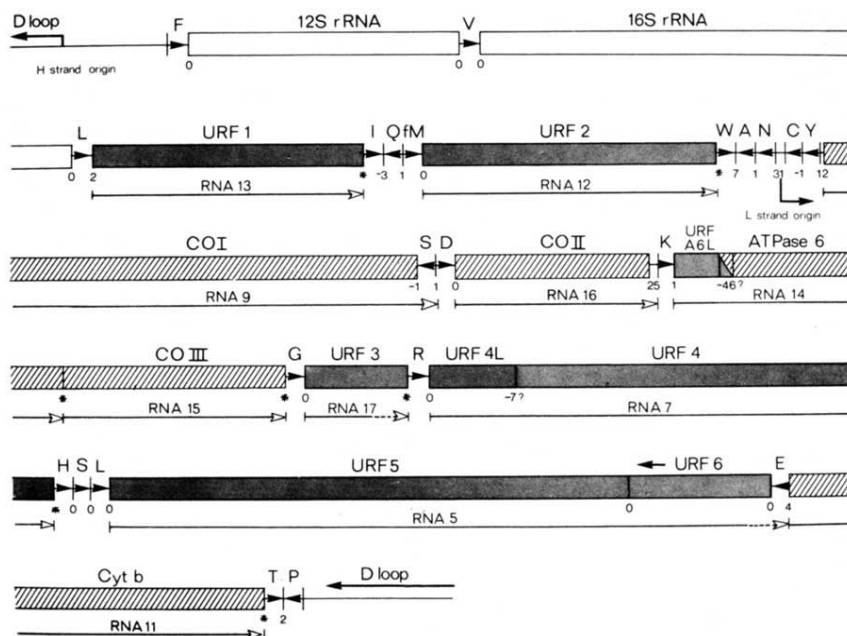 D loop F 12S rRNA V 16S rRNA
H strand origin 0 0 0
L URF 1 I Q fM URF 2 W A N C Y
0 2 * -3 1 0 * 7 1 31 -1 12
RNA 13 RNA 12
L strand origin
COI S D COII K URF A6L ATPase 6
-1 1 0 25 1 -46?
RNA 9 RNA 16 RNA 14
CO III G URF 3 R URF 4L URF 4
* * 0 * 0 -7?
RNA 15 RNA 17 RNA 7
H S L URF5 URF 6 E
* 0 0 0 0 0 4
RNA 5
Cyt b T P D loop
* 2
RNA 11